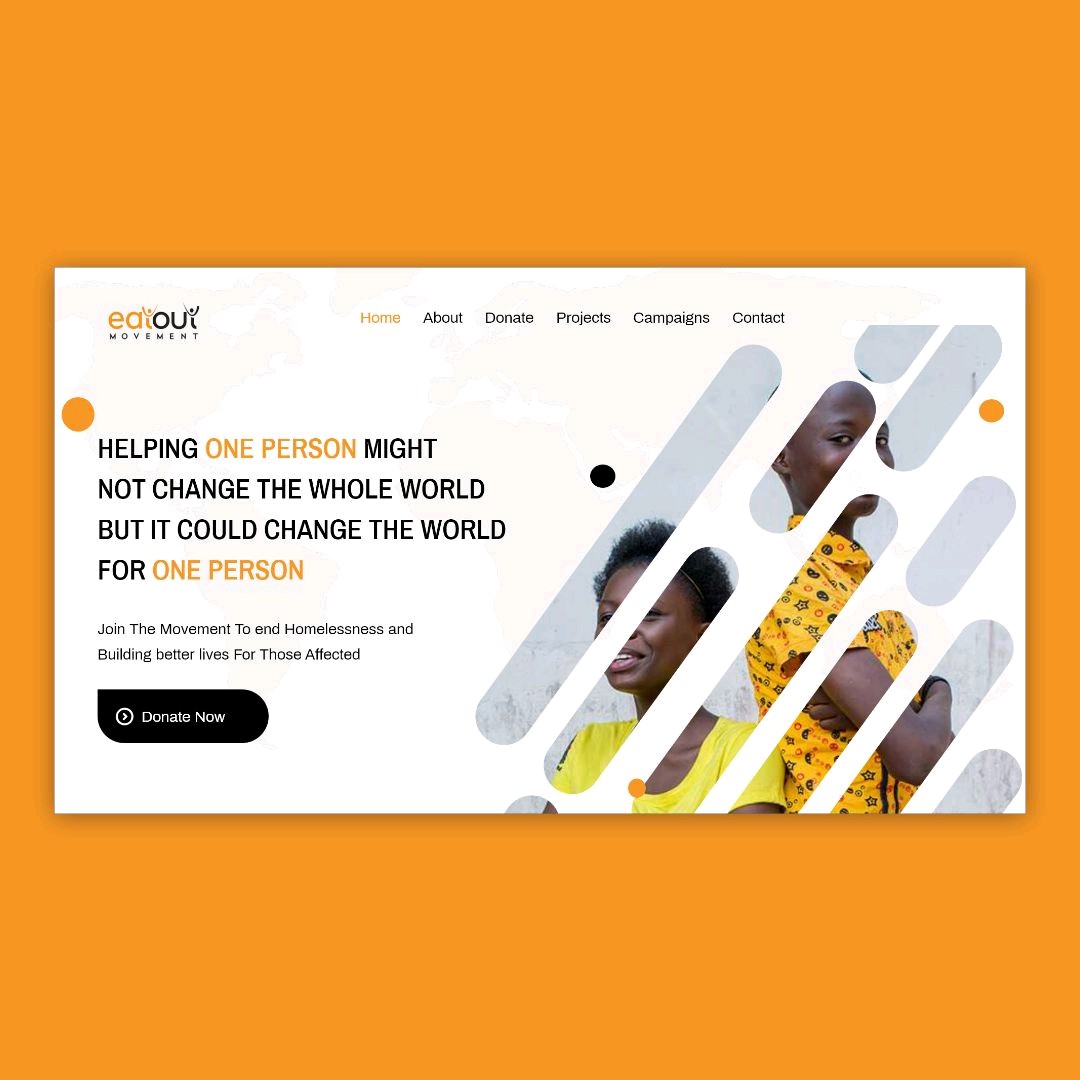 eatout
MOVEMENT
Home About Donate Projects Campaigns Contact
HELPING ONE PERSON MIGHT
NOT CHANGE THE WHOLE WORLD
BUT IT COULD CHANGE THE WORLD
FOR ONE PERSON
Join The Movement To end Homelessness and
Building better lives For Those Affected
Donate Now